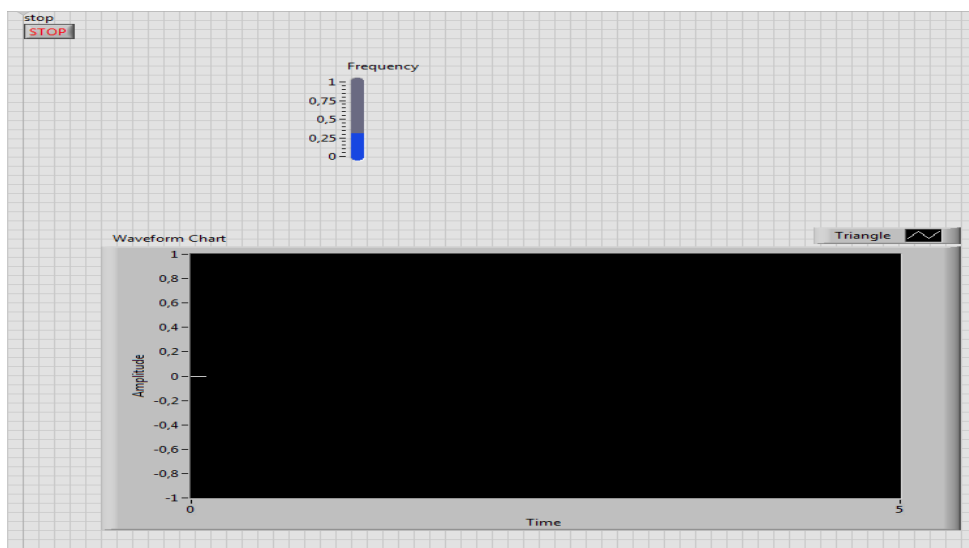 stop
STOP
Frequency
1
0,75
0,5
0,25
0
Waveform Chart
Triangle
Amplitude
1
0,8
0,6
0,4
0,2
0
-0,2
-0,4
-0,6
-0,8
-1
0
5
Time